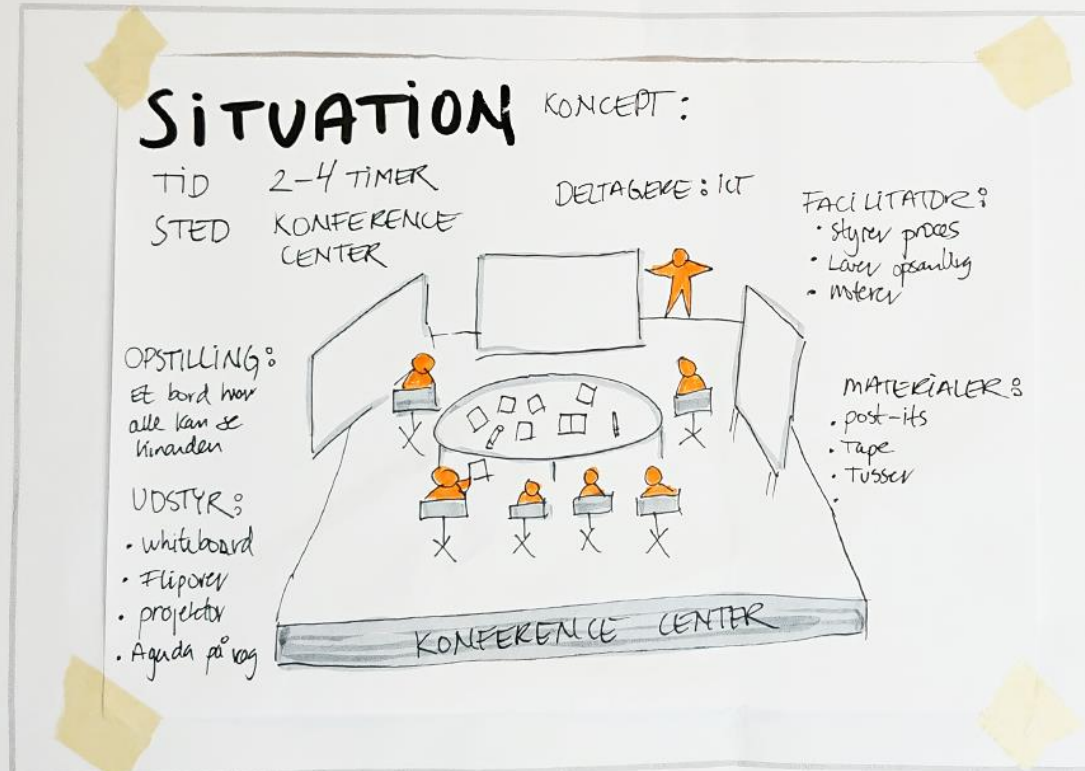 SITUATION KONCEPT:
TID 2-4 TIMER
STED KONFERENCE
CENTER
DELTAGERE: ICT
FACILITATOR:
• styrer proces
• Laver opsamling
• noterer
OPSTILLING:
Et bord hvor
alle kan se
hinanden
UDSTYR:
• whiteboard
• Flipover
• projektor
• Agenda på væg
MATERIALER:
• post-its
• Tape
• Tusser
•
KONFERENCE CENTER